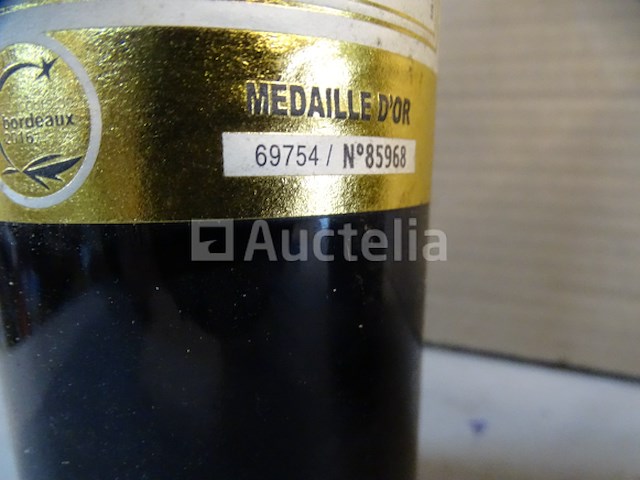 MEDAILLE D'OR
bordeaux
69754 / N°85968
Auctelia